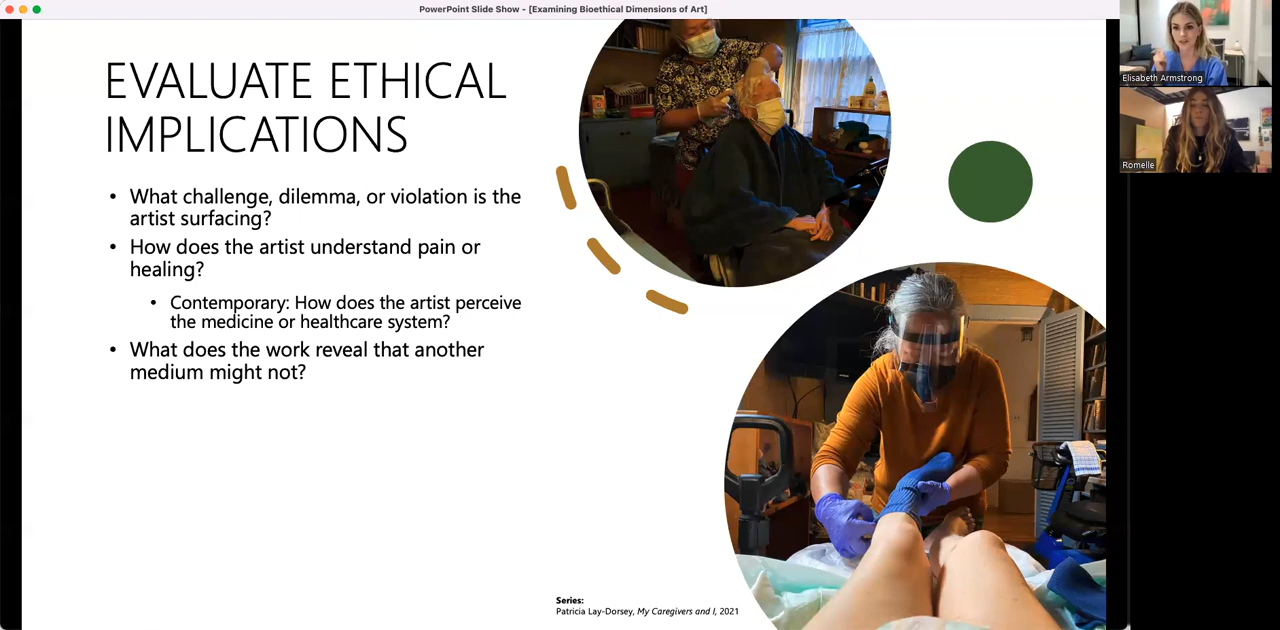 PowerPoint Slide Show - [Examining Bioethical Dimensions of Art]
EVALUATE ETHICAL
IMPLICATIONS
• What challenge, dilemma, or violation is the
artist surfacing?
• How does the artist understand pain or
healing?
• Contemporary: How does the artist perceive
the medicine or healthcare system?
• What does the work reveal that another
medium might not?
Series:
Patricia Lay-Dorsey, My Caregivers and I, 2021
Elisabeth Armstrong
Romelle